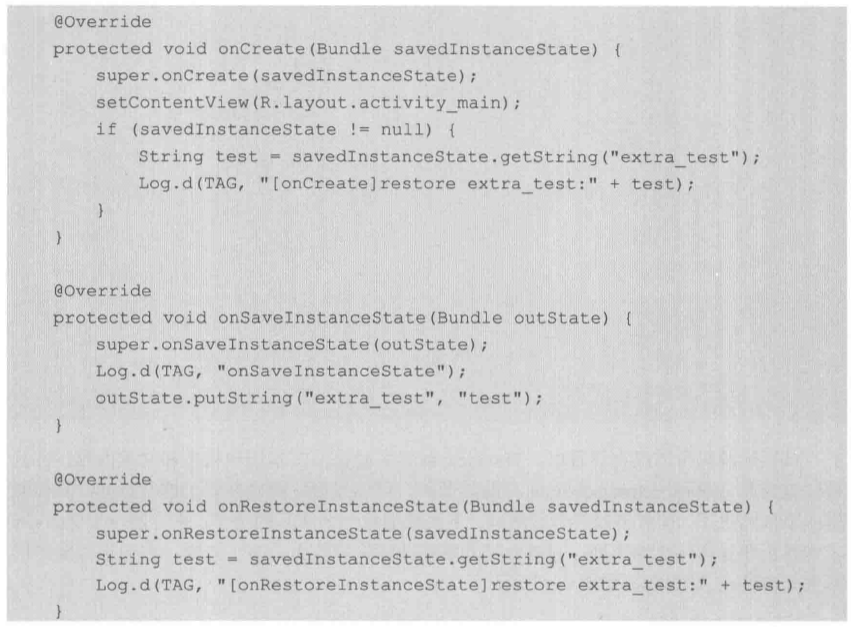 @Override
protected void onCreate(Bundle savedInstanceState) {
    super.onCreate(savedInstanceState);
    setContentView(R.layout.activity_main);
    if (savedInstanceState != null) {
        String test = savedInstanceState.getString("extra_test");
        Log.d(TAG, "[onCreate]restore extra_test:" + test);
    }
}

@Override
protected void onSaveInstanceState(Bundle outState) {
    super.onSaveInstanceState(outState);
    Log.d(TAG, "onSaveInstanceState");
    outState.putString("extra_test", "test");
}

@Override
protected void onRestoreInstanceState(Bundle savedInstanceState) {
    super.onRestoreInstanceState(savedInstanceState);
    String test = savedInstanceState.getString("extra_test");
    Log.d(TAG, "[onRestoreInstanceState]restore extra_test:" + test);
}